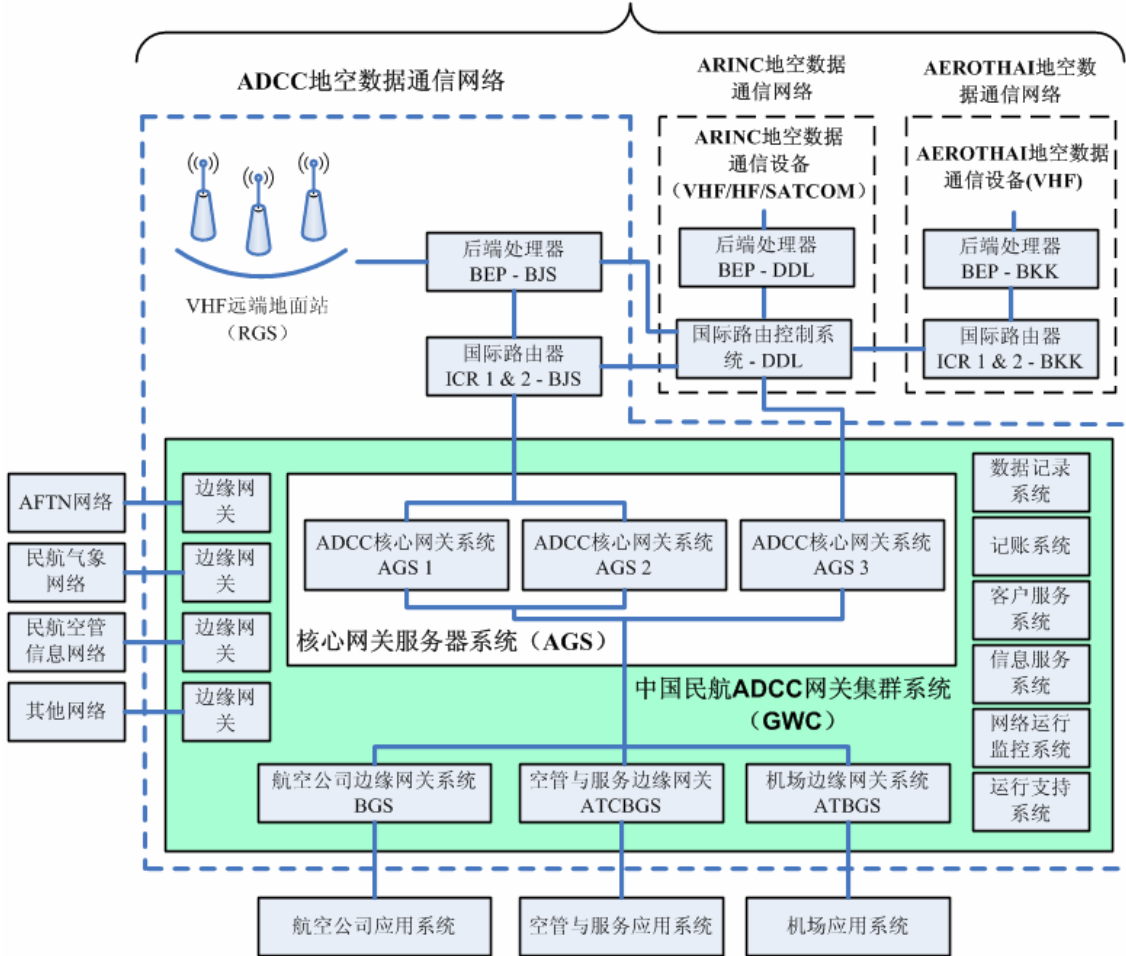 ADCC地空数据通信网络
ARINC地空数据
通信网络
AEROTHAI地空数
据通信网络
ARINC地空数据
通信设备
（VHF/HF/SATCOM）
AEROTHAI地空数据
通信设备(VHF)
VHF远端地面站
（RGS）
后端处理器
BEP - BJS
后端处理器
BEP - DDL
后端处理器
BEP - BKK
国际路由器
ICR 1 & 2 - BJS
国际路由控制系
统 - DDL
国际路由器
ICR 1 & 2 - BKK
AFTN网络
边缘网
关
民航气象
网络
边缘网
关
民航空管
信息网络
边缘网
关
其他网络
边缘网
关
ADCC核心网关系统
AGS 1
ADCC核心网关系统
AGS 2
ADCC核心网关系统
AGS 3
核心网关服务器系统（AGS）
中国民航ADCC网关集群系统
（GWC）
数据记录
系统
记账系统
客户服务
系统
信息服务
系统
网络运行
监控系统
运行支持
系统
航空公司边缘网关系统
BGS
空管与服务边缘网关
ATCBGS
机场边缘网关系统
ATBGS
航空公司应用系统
空管与服务应用系统
机场应用系统